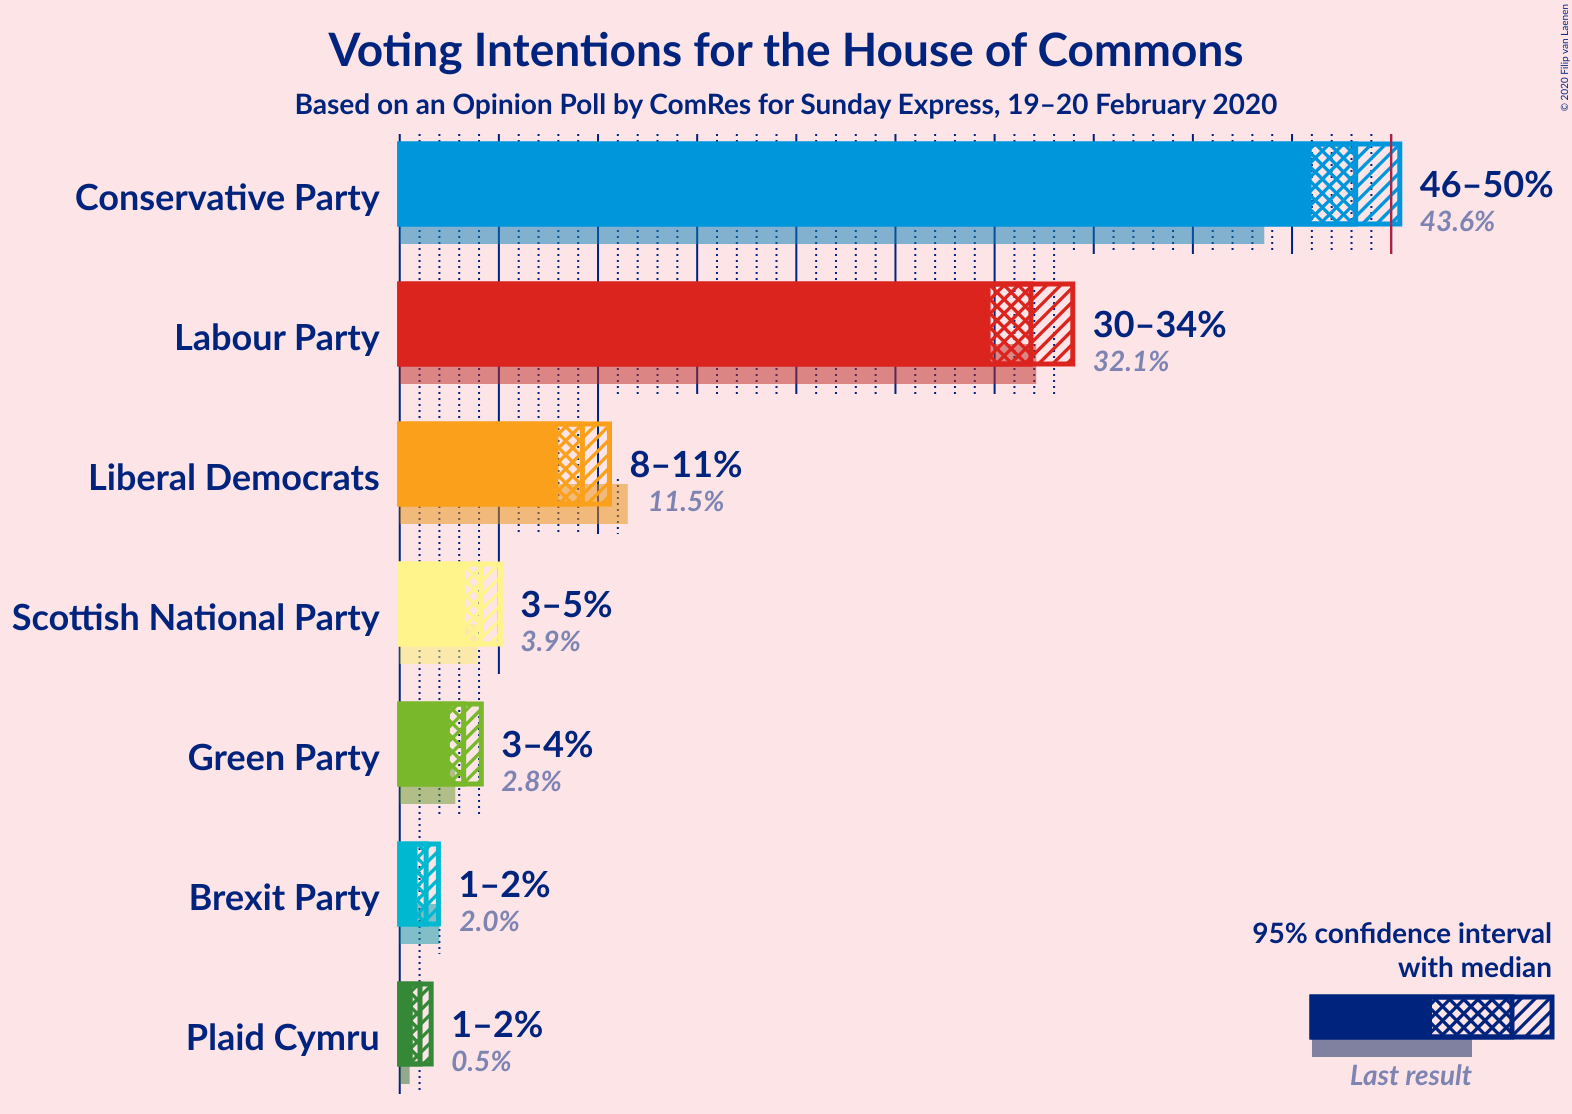 Voting Intentions for the House of Commons
Based on an Opinion Poll by ComRes for Sunday Express, 19–20 February 2020
© 2020 Filip van Laenen
Conservative Party
46–50%
43.6%
Labour Party
30–34%
32.1%
Liberal Democrats
8–11%
11.5%
Scottish National Party
3–5%
3.9%
Green Party
3–4%
2.8%
Brexit Party
1–2%
2.0%
Plaid Cymru
1–2%
0.5%
95% confidence interval
with median
Last result